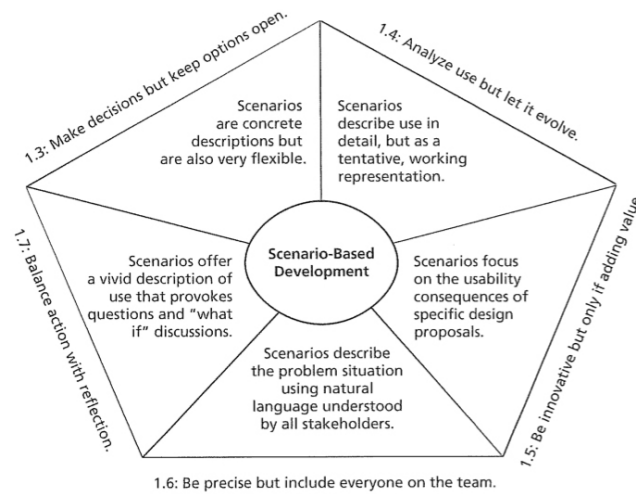 1.3: Make decisions but keep options open.
1.4: Analyze use but let it evolve.
Scenarios
are concrete
descriptions but
are also very flexible.
Scenarios
describe use in
detail, but as a
tentative, working
representation.
1.7: Balance action with reflection.
Scenarios offer
a vivid description of
use that provokes
questions and “what
if” discussions.
Scenario-Based
Development
Scenarios focus
on the usability
consequences of
specific design
proposals.
1.5: Be innovative but only if adding value
Scenarios describe
the problem situation
using natural
language understood
by all stakeholders.
1.6: Be precise but include everyone on the team.